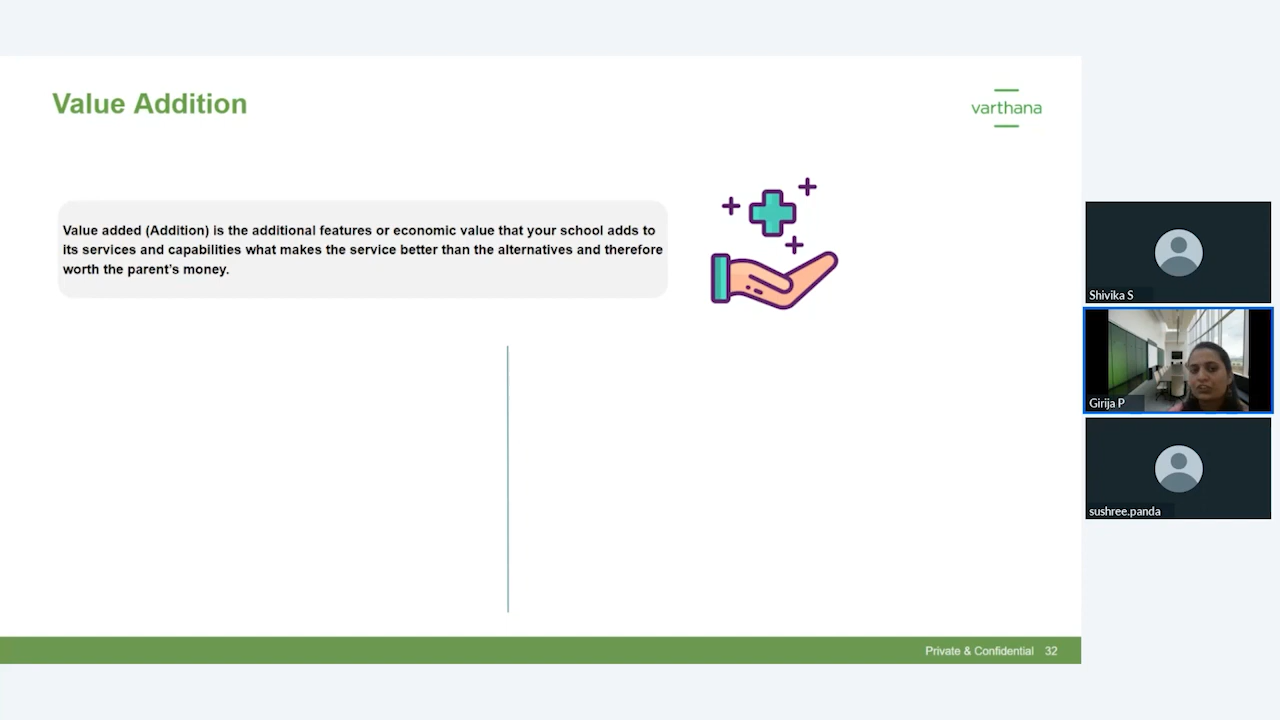 Value Addition
varthana
Value added (Addition) is the additional features or economic value that your school adds to
its services and capabilities what makes the service better than the alternatives and therefore
worth the parent's money.
Shivika S
Girija P
sushree.panda
Private & Confidential 32